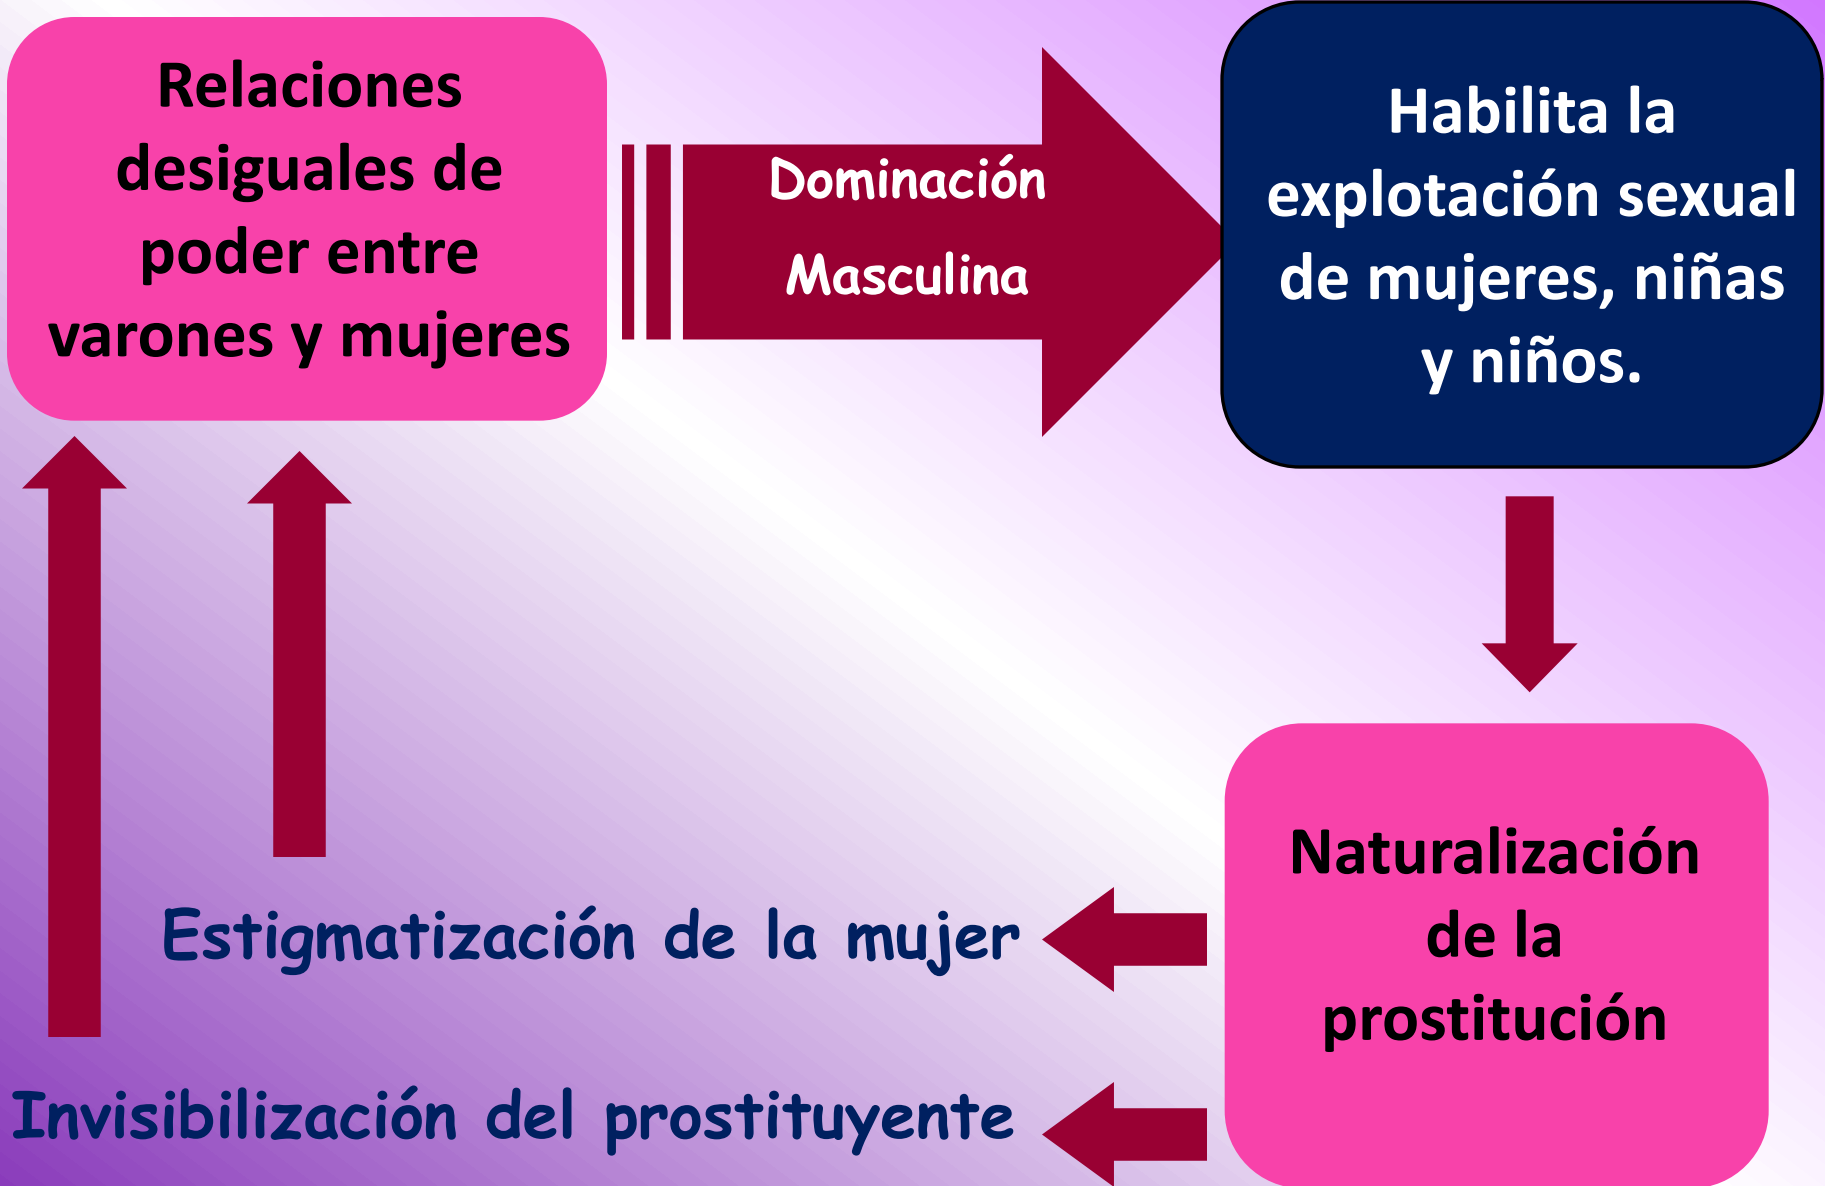 Relaciones
desiguales de
poder entre
varones y mujeres
Dominación
Masculina
Habilita la
explotación sexual
de mujeres, niñas
y niños.
Naturalización
de la
prostitución
Estigmatización de la mujer
Invisibilización del prostituyente